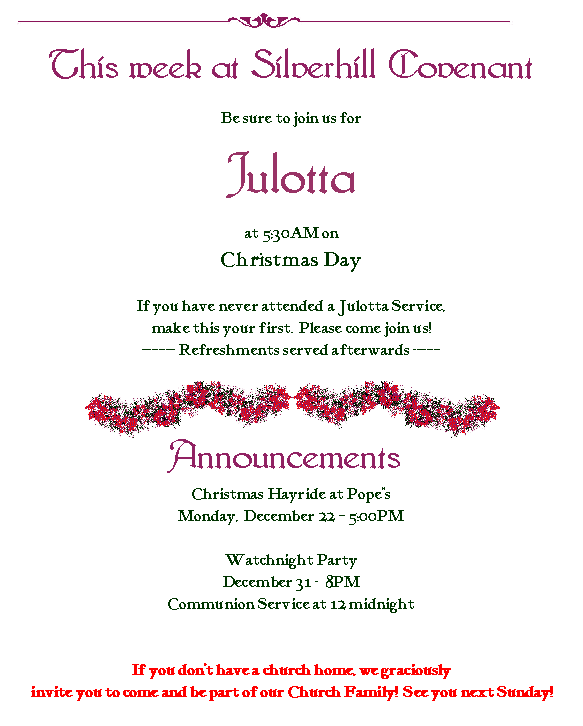 This week at Silverhill Covenant
Be sure to join us for
Julotta
at 5:30AM on
Christmas Day
If you have never attended a Julotta Service,
make this your first. Please come join us!
------ Refreshments served afterwards ------
Announcements
Christmas Hayride at Pope's
Monday, December 22 - 5:00PM
Watchnight Party
December 31 - 8PM
Communion Service at 12 midnight
If you don't have a church home, we graciously
invite you to come and be part of our Church Family! See you next Sunday!